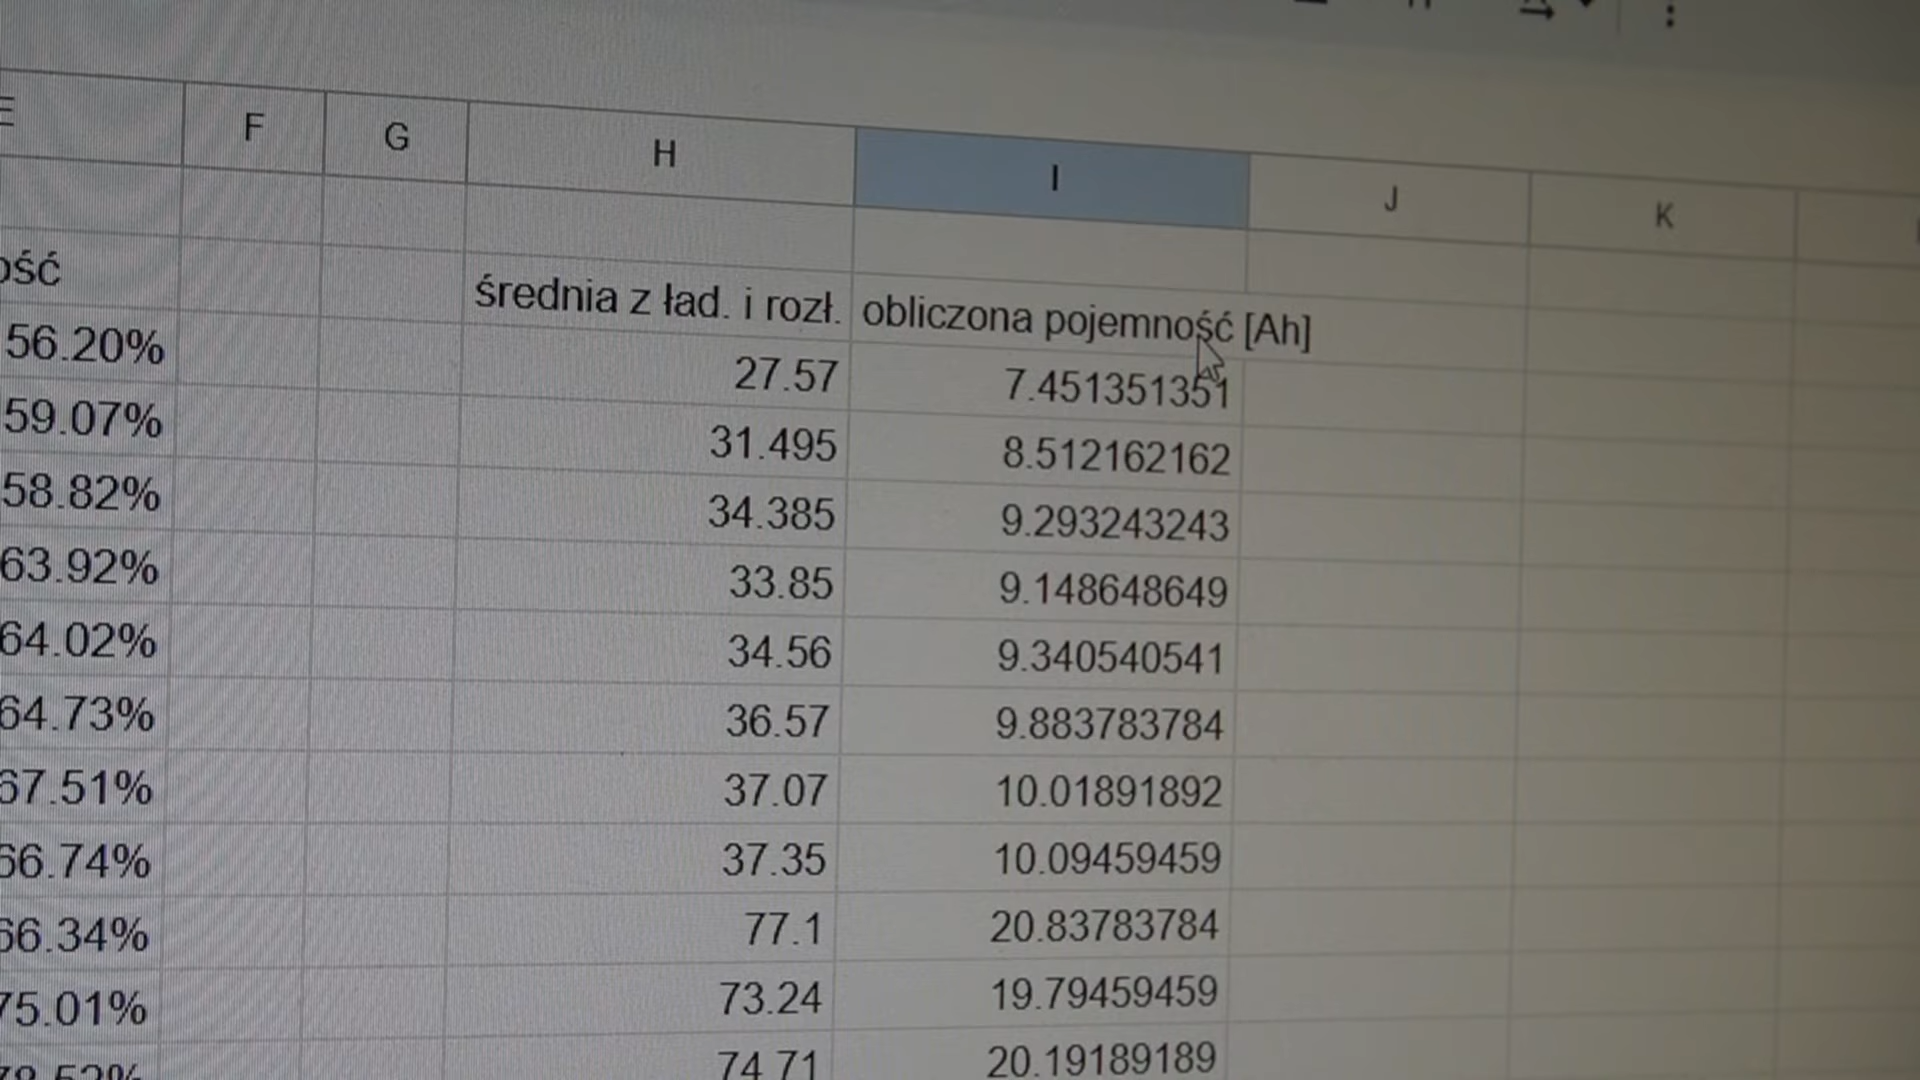 E F G H I J K
ość średnia z ład. i rozł. obliczona pojemność [Ah]
56.20% 27.57 7.451351351
59.07% 31.495 8.512162162
58.82% 34.385 9.293243243
63.92% 33.85 9.148648649
64.02% 34.56 9.340540541
64.73% 36.57 9.883783784
67.51% 37.07 10.01891892
66.74% 37.35 10.09459459
66.34% 77.1 20.83783784
75.01% 73.24 19.79459459
74.71 20.19189189